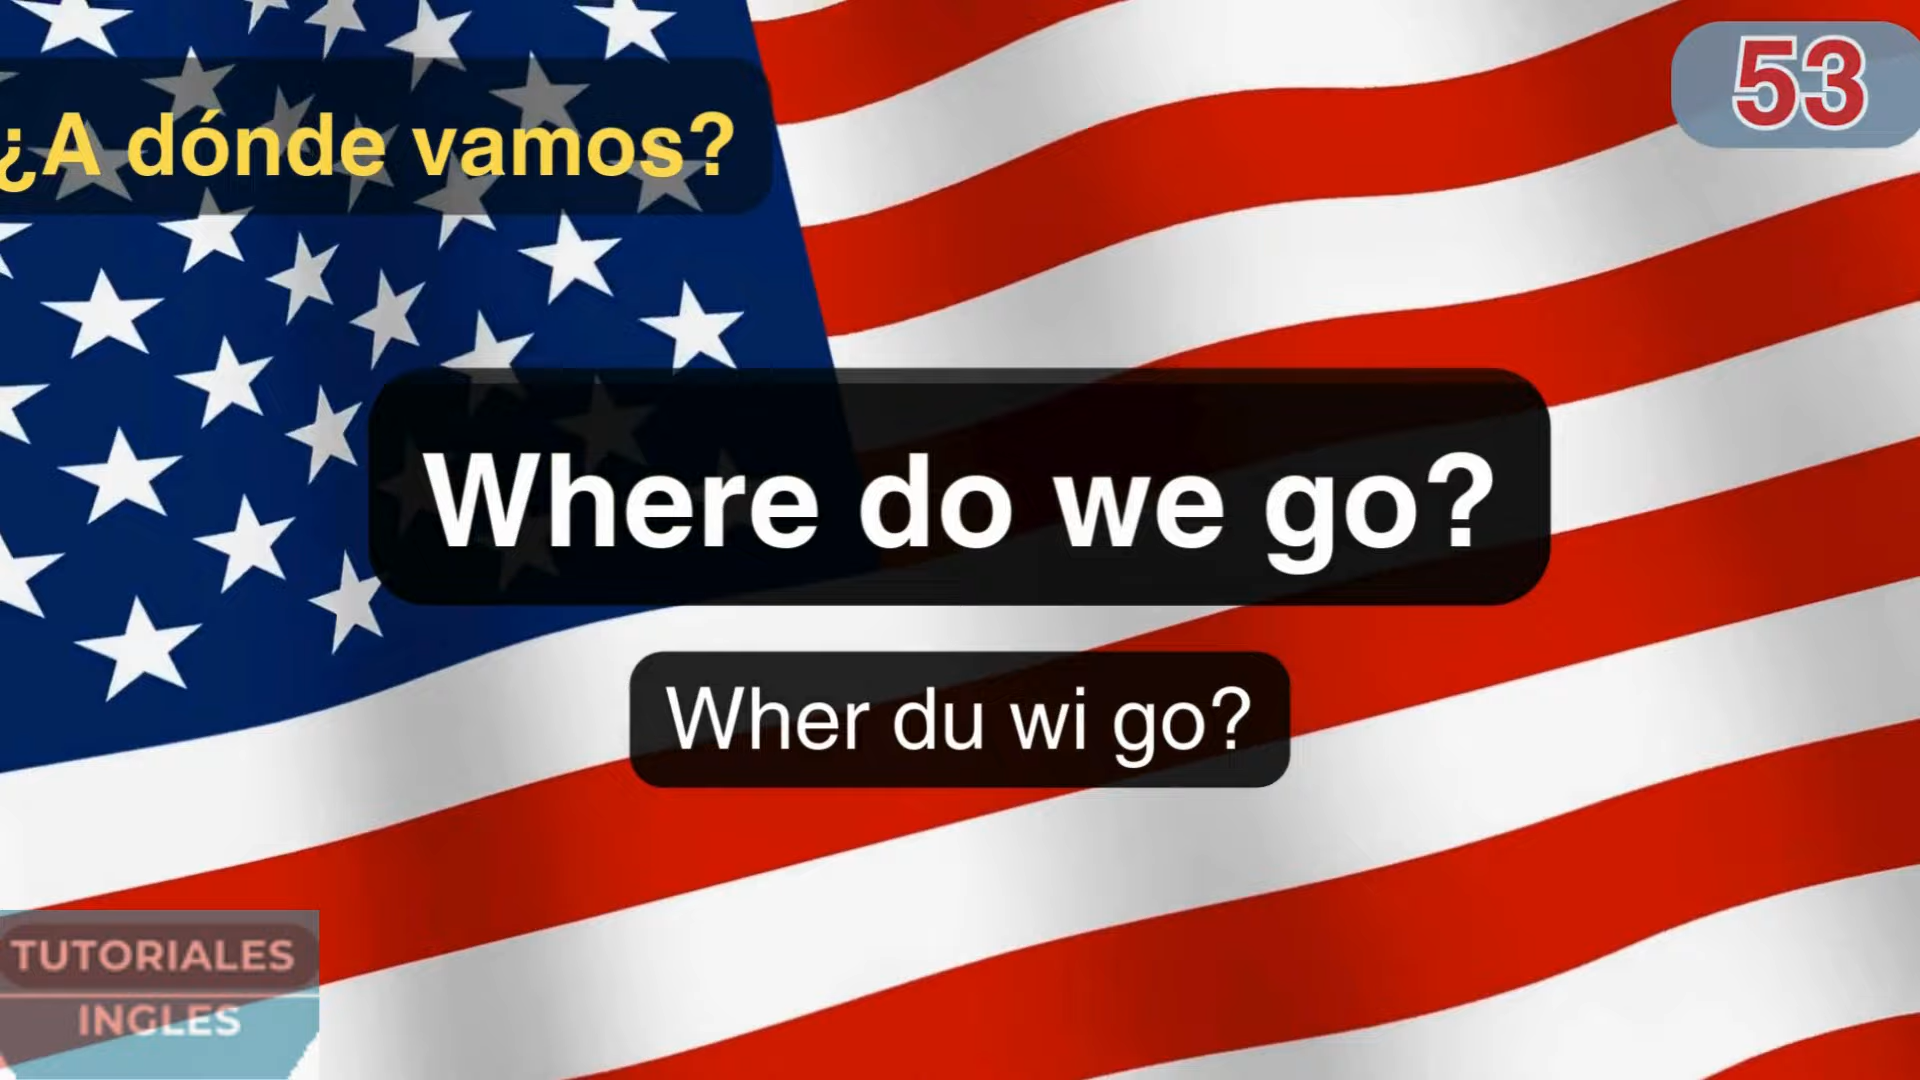 53
¿A dónde vamos?
Where do we go?
Wher du wi go?
TUTORIALES
INGLES